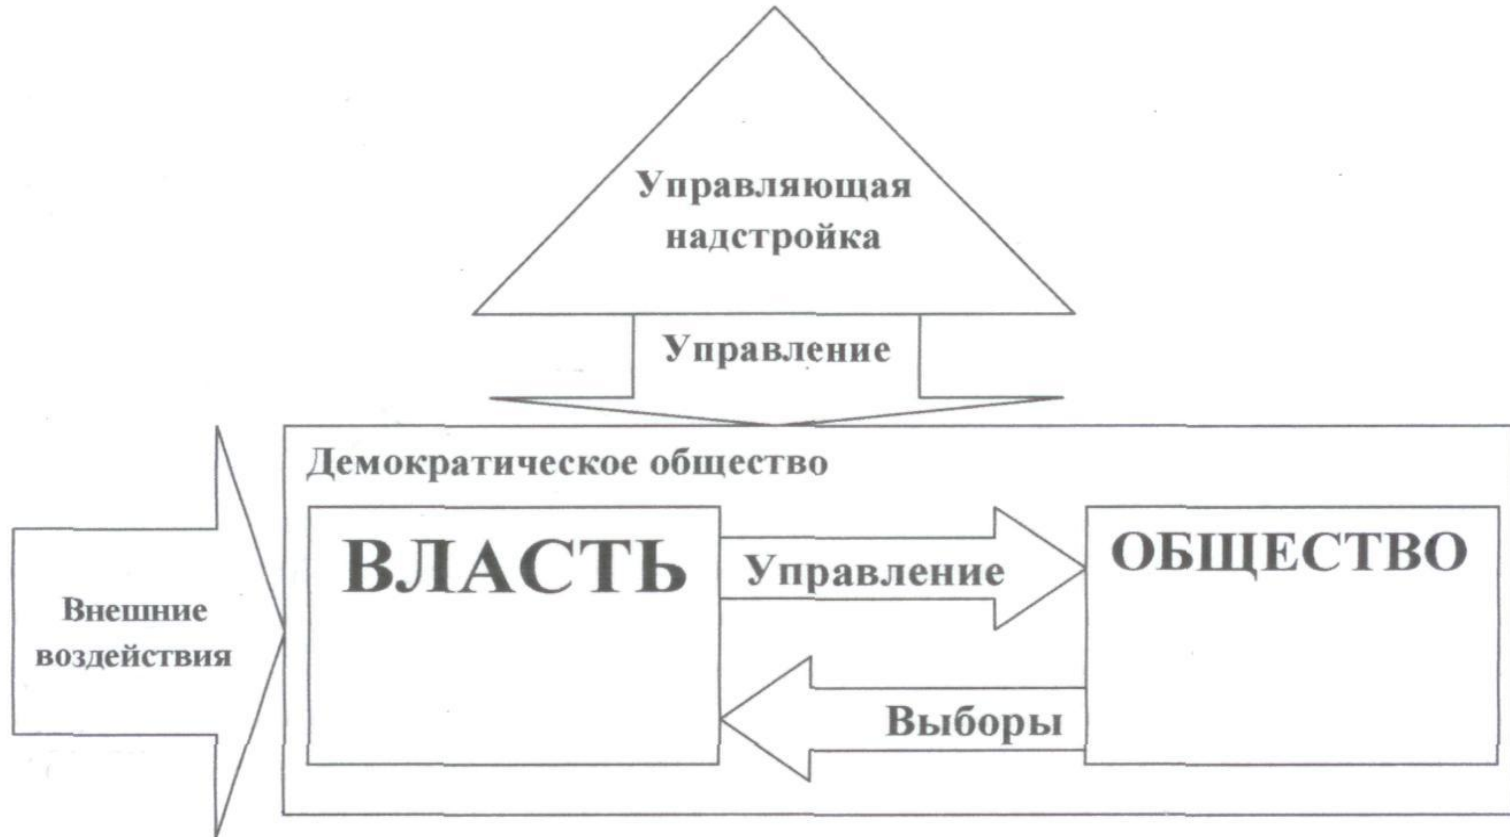 Управляющая
надстройка
Управление
Демократическое общество
ВЛАСТЬ
Управление
ОБЩЕСТВО
Внешние
воздействия
Выборы